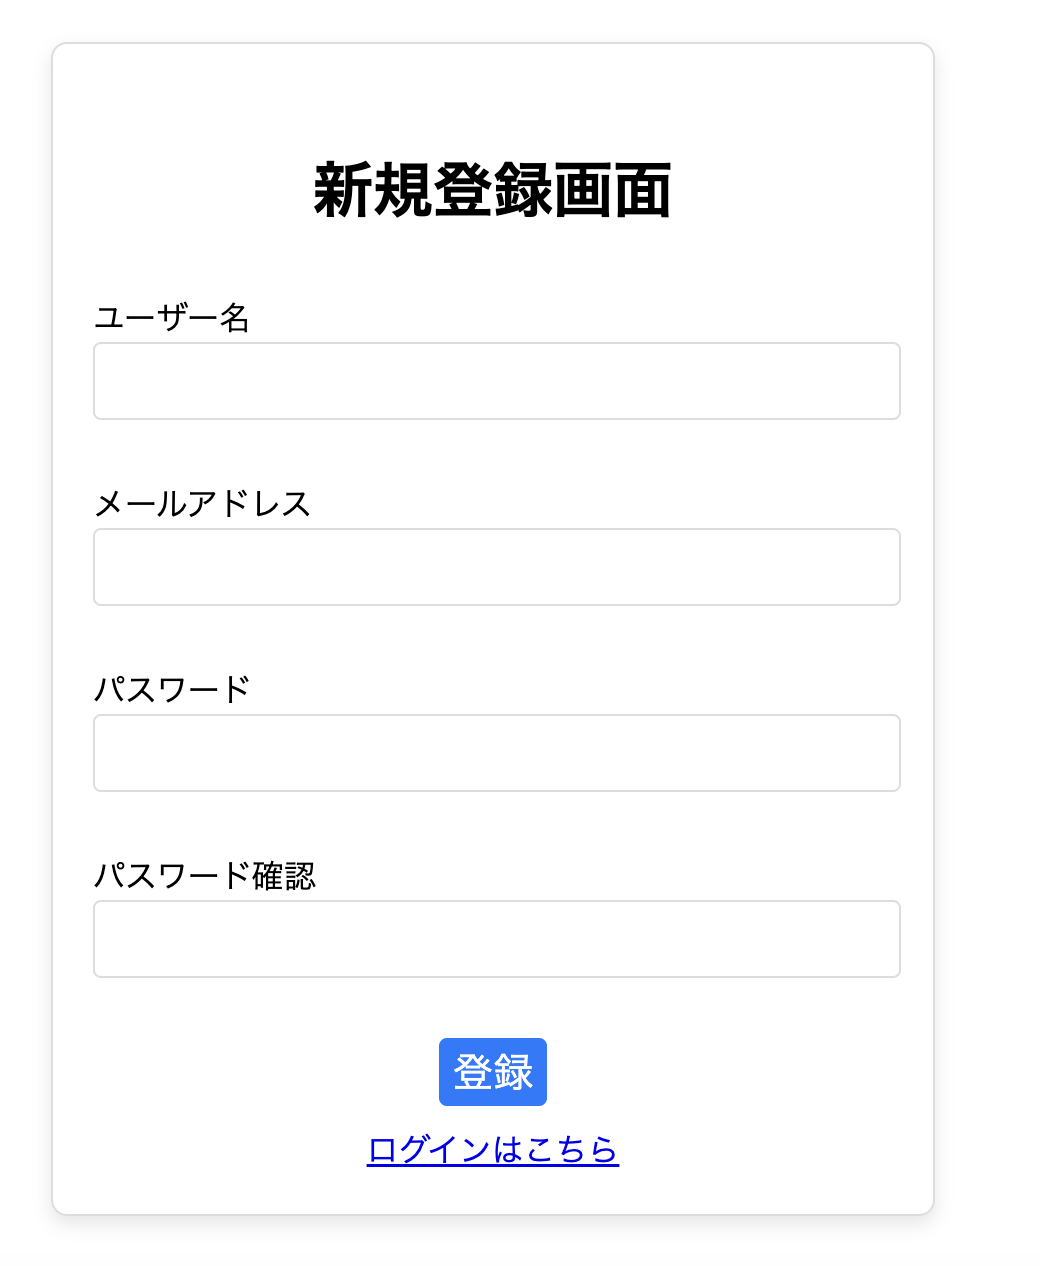 新規登録画面
ユーザー名
メールアドレス
パスワード
パスワード確認
登録
ログインはこちら